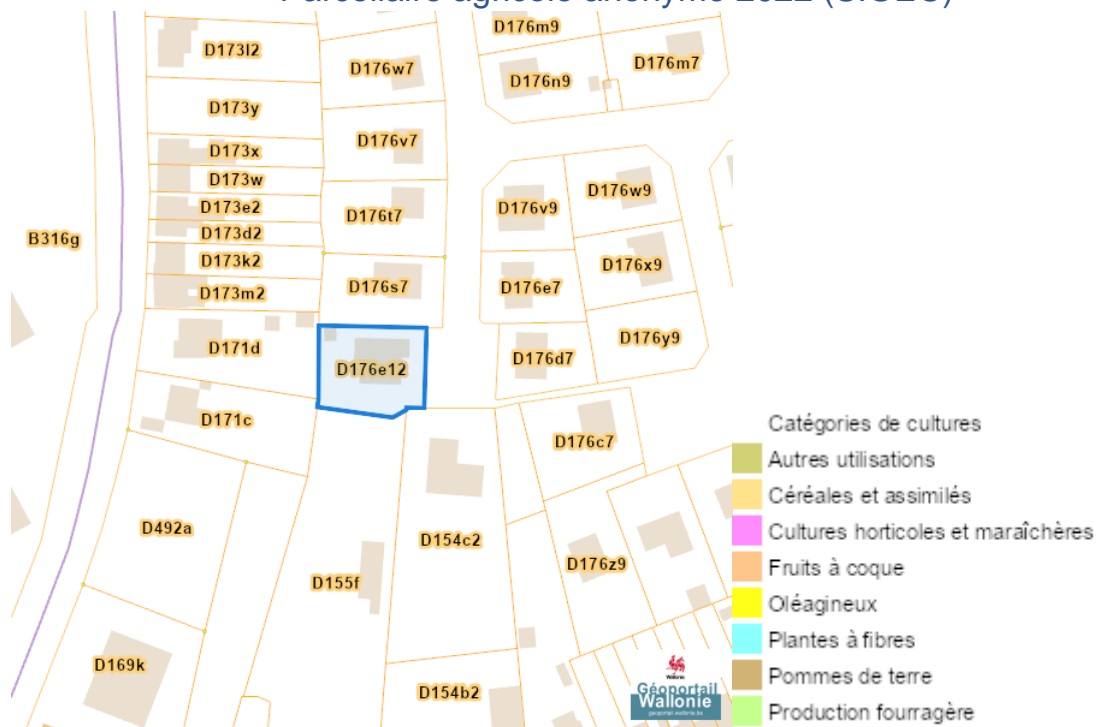 Parcellaire agricole anonyme 2022 (SIGEC)
D176m9
D173l2
D176w7
D176n9
D176m7
D173y
D176v7
D173x
D173w
D176w9
D173e2
D176t7
D176v9
D173d2
B316g
D173k2
D176x9
D173m2
D176s7
D176e7
D171d
D176y9
D176d7
D176e12
D171c
D176c7
D492a
D154c2
D176z9
D155f
D169k
D154b2
Wallonie
Géoportail
Wallonie
geoportail.wallonie.be
Catégories de cultures
Autres utilisations
Céréales et assimilés
Cultures horticoles et maraîchères
Fruits à coque
Oléagineux
Plantes à fibres
Pommes de terre
Production fourragère